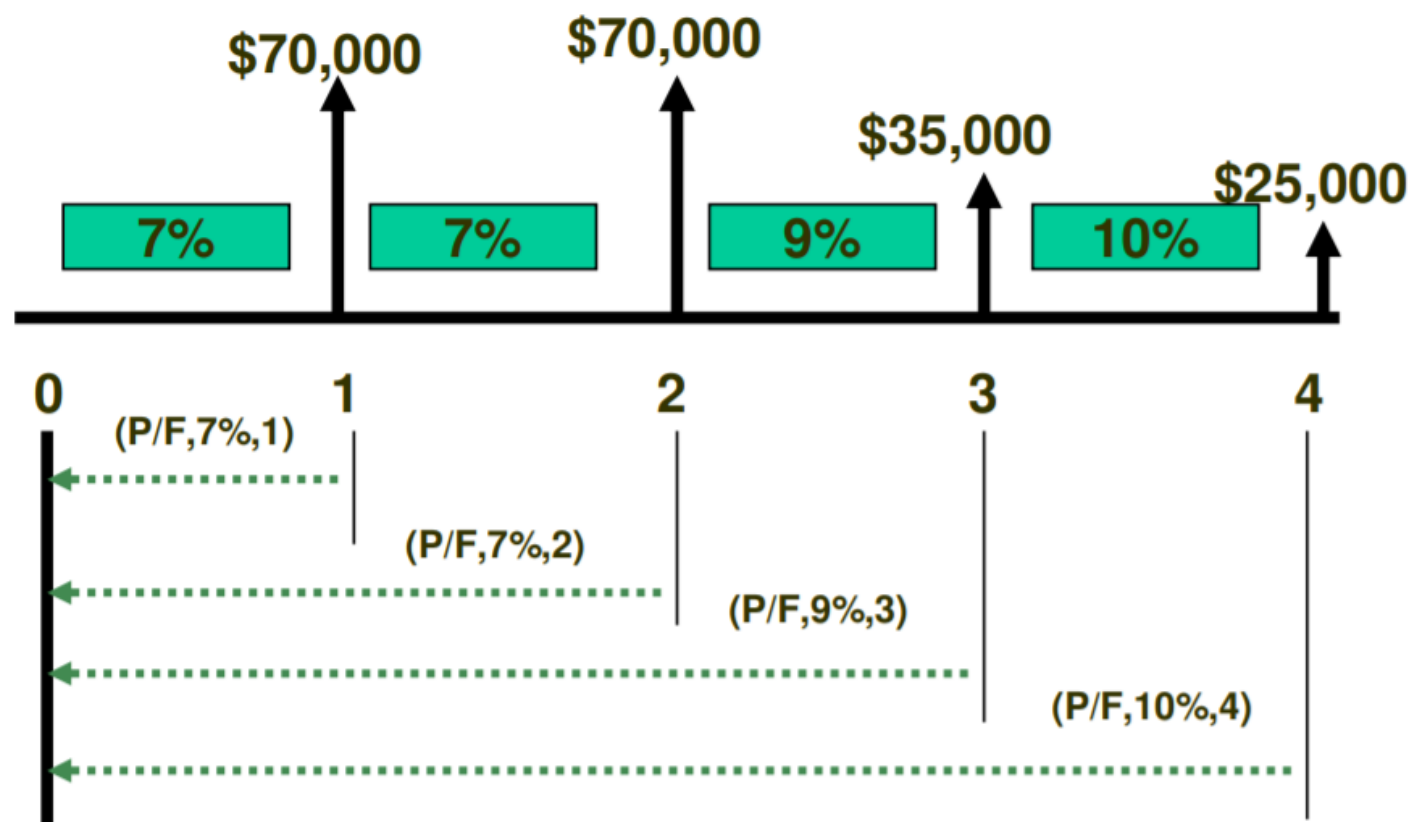 $70,000
$70,000
$35,000
$25,000
7%
7%
9%
10%
0 1 2 3 4
(P/F,7%,1)
(P/F,7%,2)
(P/F,9%,3)
(P/F,10%,4)